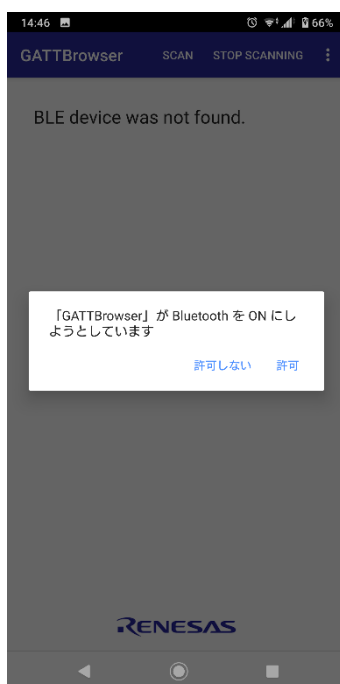 14:46 66%
GATTBrowser SCAN STOP SCANNING
BLE device was not found.
「GATTBrowser」が Bluetooth を ON にし
ようとしています
許可しない 許可
RENESAS